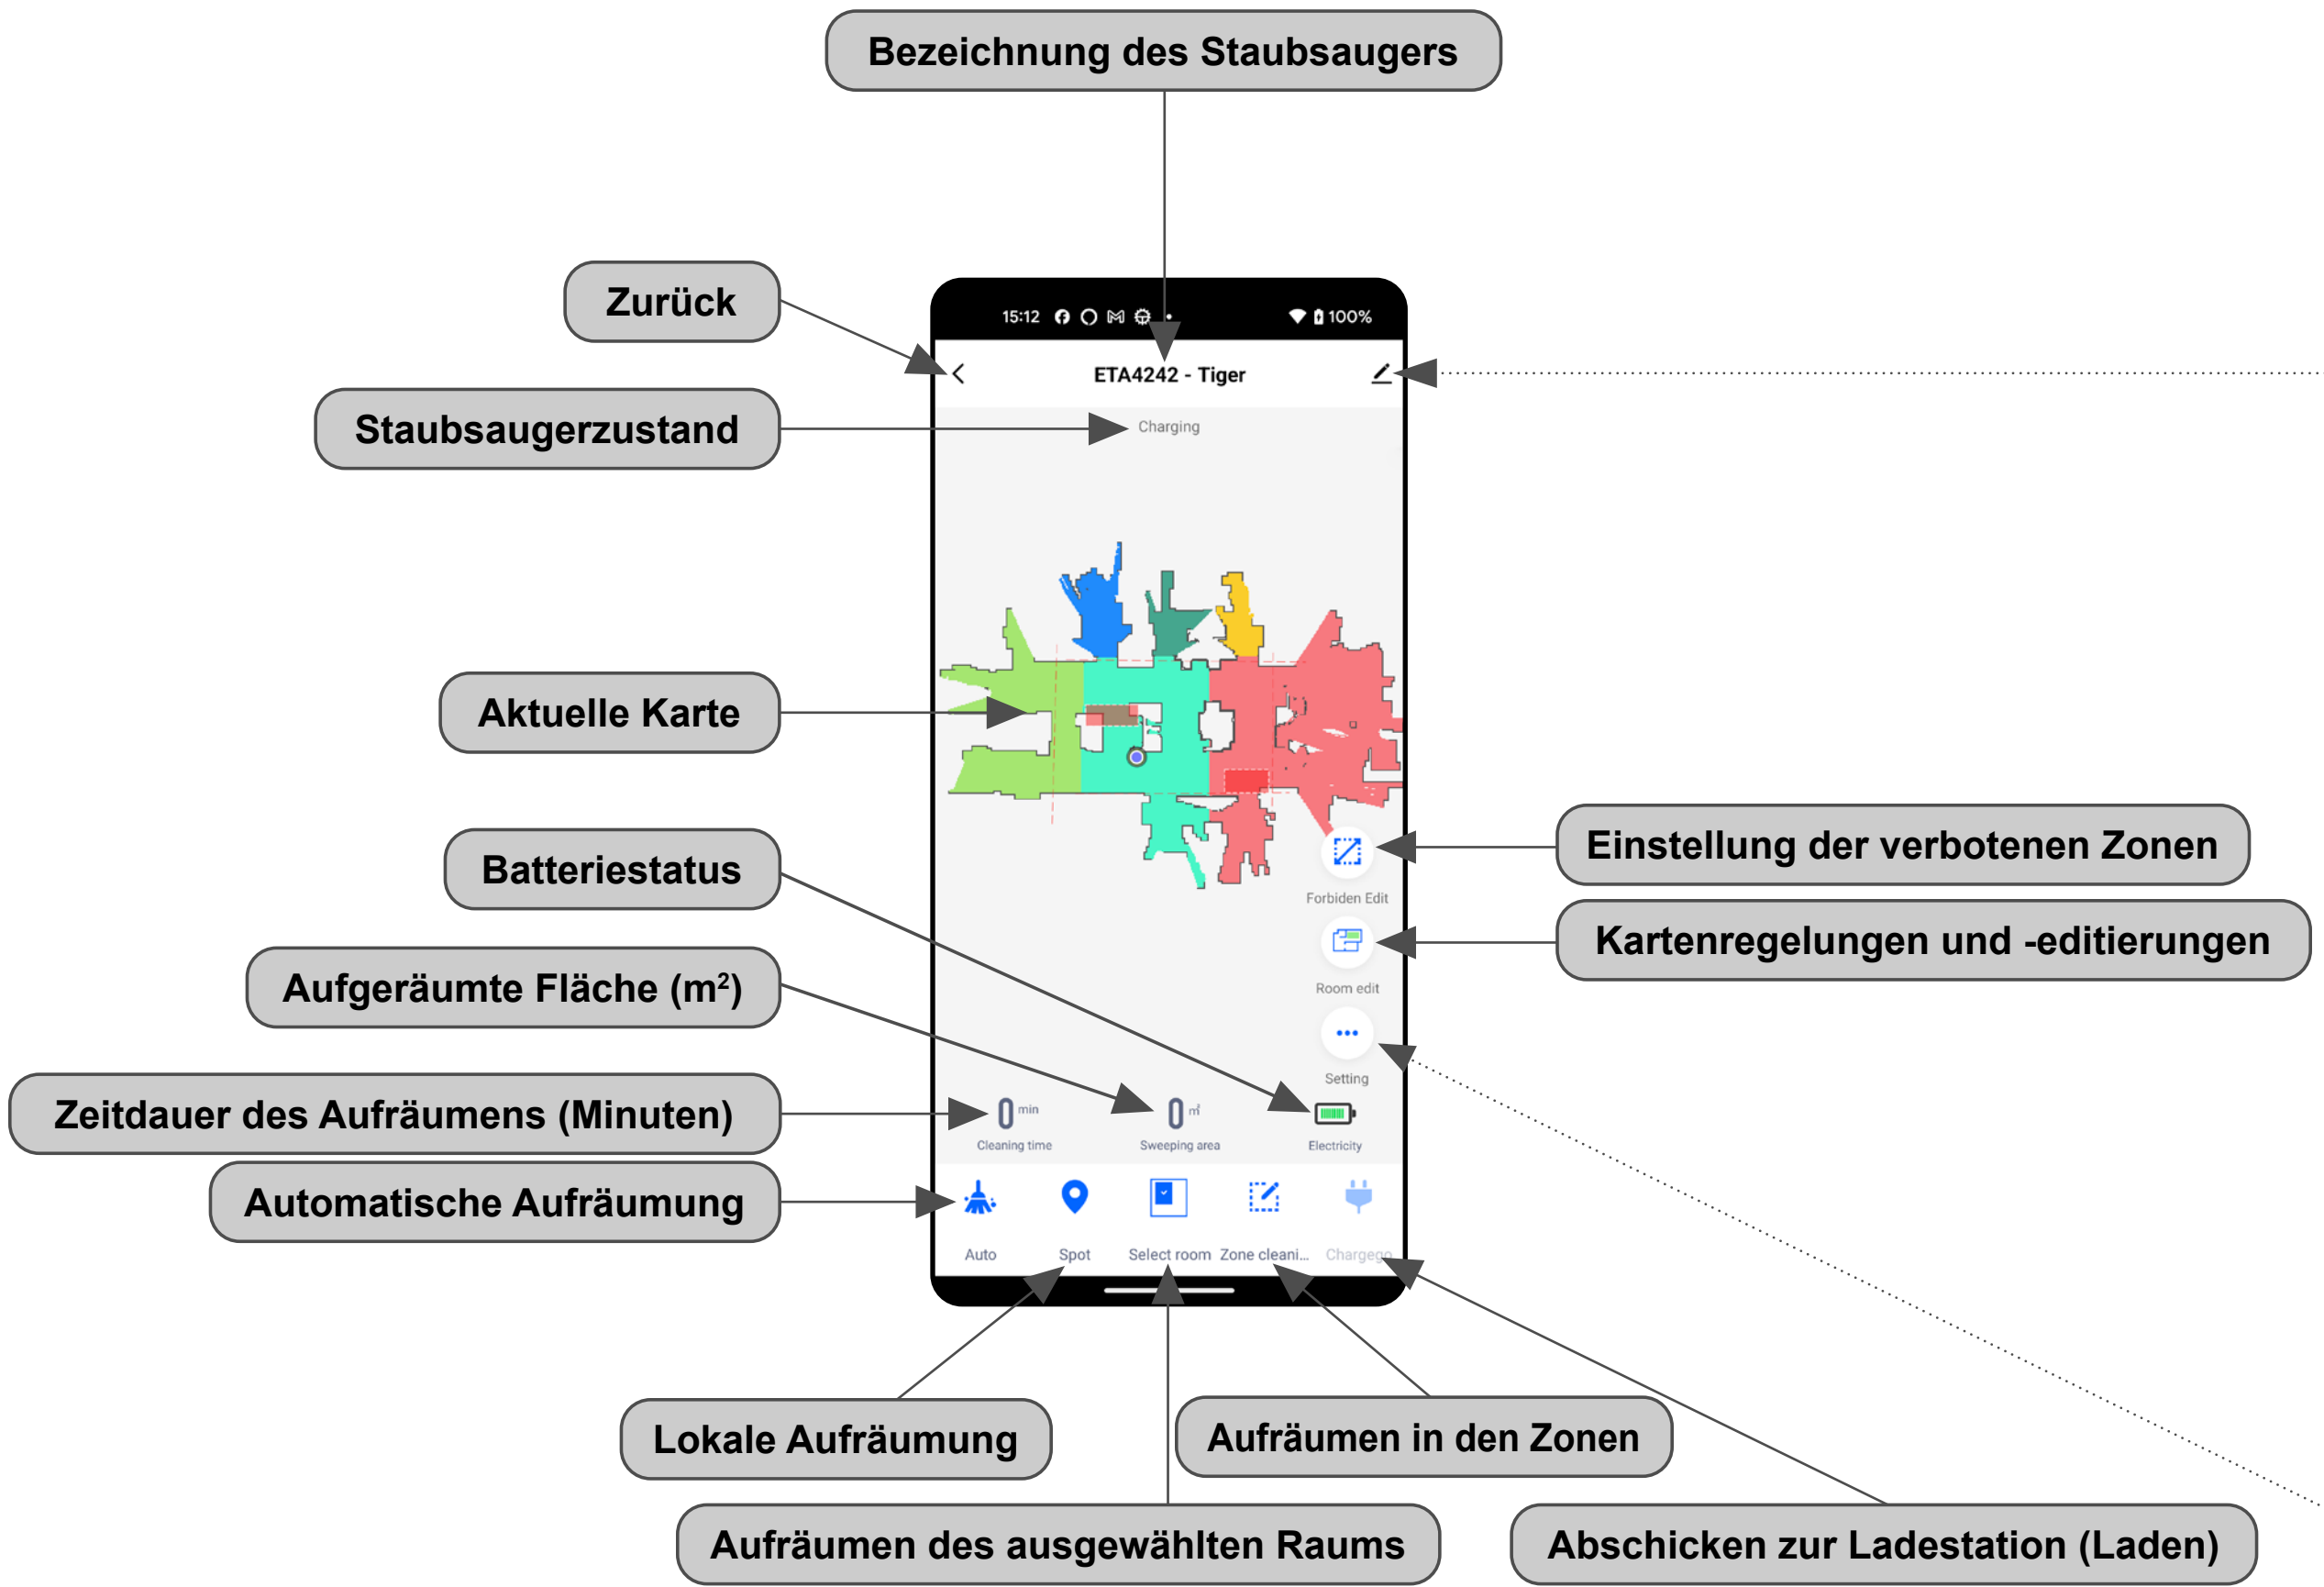 Bezeichnung des Staubsaugers
Zurück
15:12
100%
ETA4242 - Tiger
Staubsaugerzustand
Charging
Aktuelle Karte
Einstellung der verbotenen Zonen
Batteriestatus
Forbiden Edit
Kartenregelungen und -editierungen
Aufgeräumte Fläche (m²)
Room edit
Setting
Zeitdauer des Aufräumens (Minuten)
0 min
0 m²
Cleaning time
Sweeping area
Electricity
Automatische Aufräumung
Auto
Spot
Select room
Zone cleani...
Chargego
Lokale Aufräumung
Aufräumen in den Zonen
Aufräumen des ausgewählten Raums
Abschicken zur Ladestation (Laden)